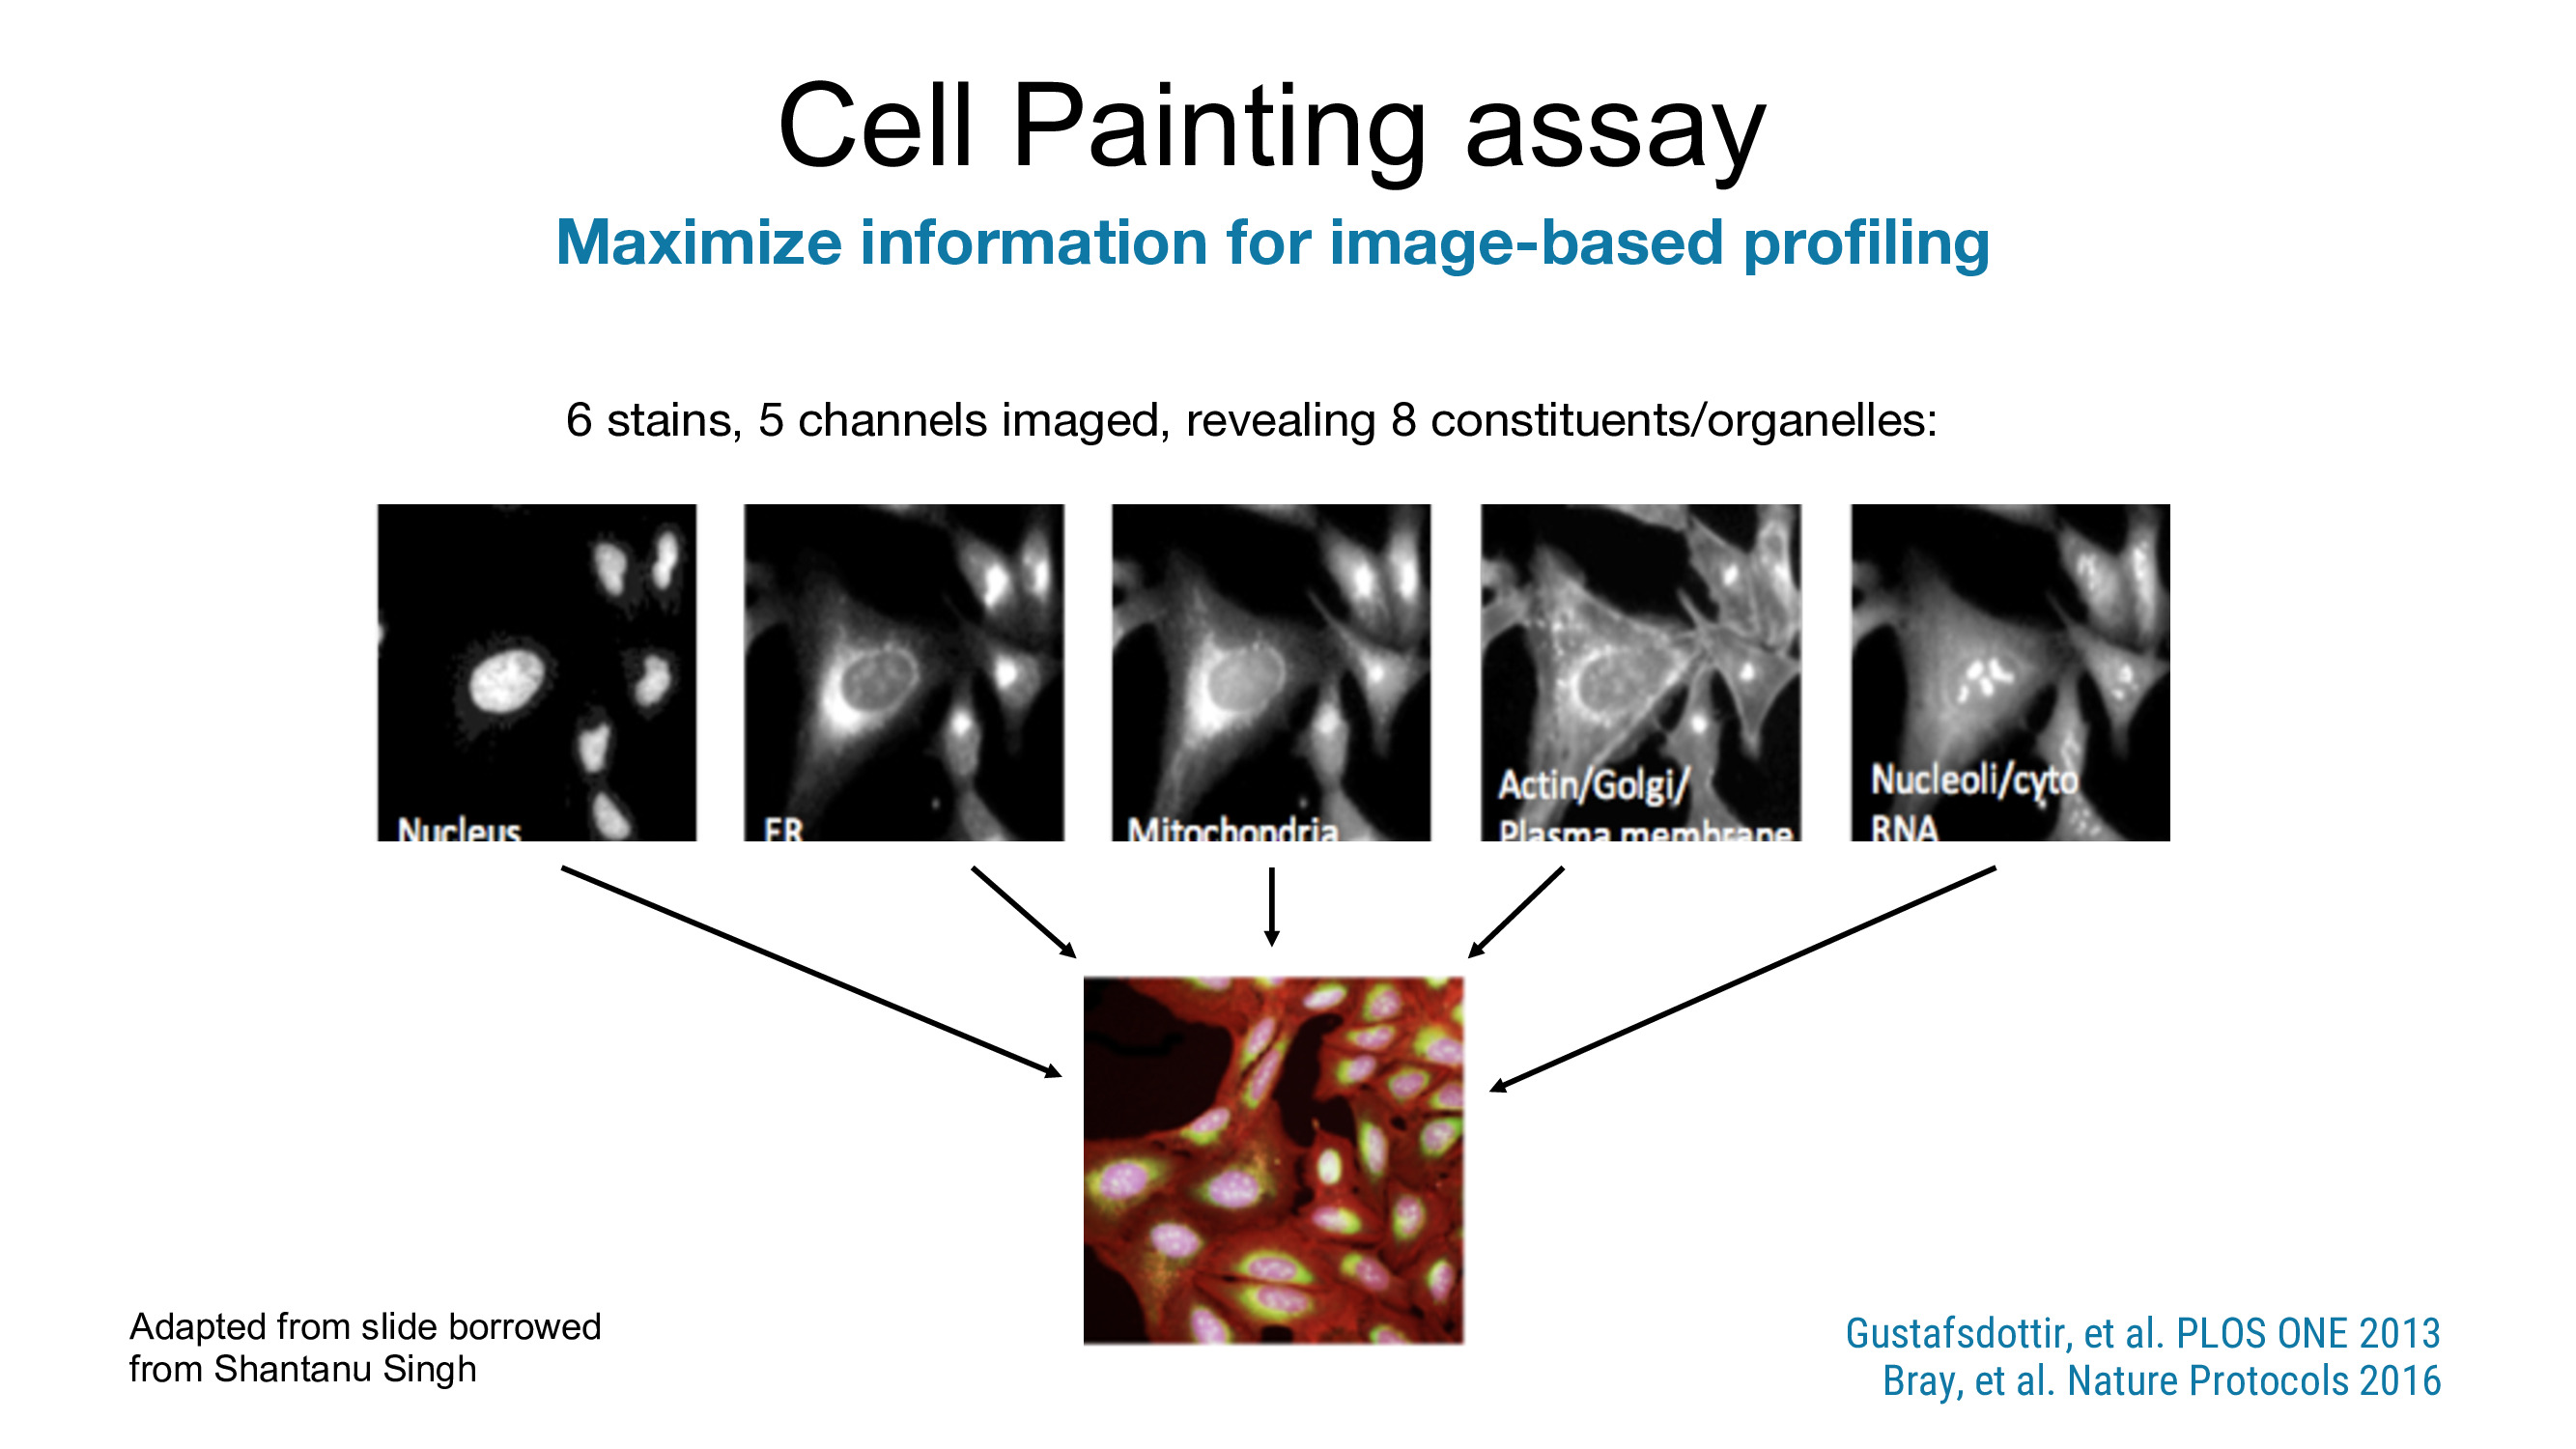 Cell Painting assay
Maximize information for image-based profiling
6 stains, 5 channels imaged, revealing 8 constituents/organelles:
Nucleus
ER
Mitochondria
Actin/Golgi/
Plasma membrane
Nucleoli/cyto
RNA
Adapted from slide borrowed
from Shantanu Singh
Gustafsdottir, et al. PLOS ONE 2013
Bray, et al. Nature Protocols 2016